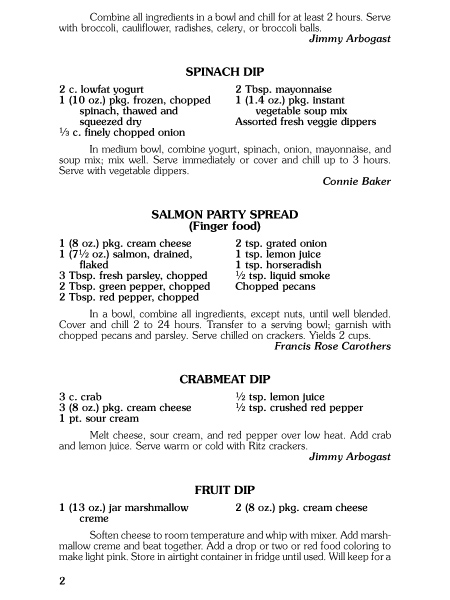 Combine all ingredients in a bowl and chill for at least 2 hours. Serve
with broccoli, cauliflower, radishes, celery, or broccoli balls.
Jimmy Arbogast
SPINACH DIP
2 c. lowfat yogurt
1 (10 oz.) pkg. frozen, chopped
spinach, thawed and
squeezed dry
⅓ c. finely chopped onion
2 Tbsp. mayonnaise
1 (1.4 oz.) pkg. instant
vegetable soup mix
Assorted fresh veggie dippers
In medium bowl, combine yogurt, spinach, onion, mayonnaise, and
soup mix; mix well. Serve immediately or cover and chill up to 3 hours.
Serve with vegetable dippers.
Connie Baker
SALMON PARTY SPREAD
(Finger food)
1 (8 oz.) pkg. cream cheese
1 (7½ oz.) salmon, drained,
flaked
3 Tbsp. fresh parsley, chopped
2 Tbsp. green pepper, chopped
2 Tbsp. red pepper, chopped
2 tsp. grated onion
1 tsp. lemon juice
1 tsp. horseradish
½ tsp. liquid smoke
Chopped pecans
In a bowl, combine all ingredients, except nuts, until well blended.
Cover and chill 2 to 24 hours. Transfer to a serving bowl; garnish with
chopped pecans and parsley. Serve chilled on crackers. Yields 2 cups.
Francis Rose Carothers
CRABMEAT DIP
3 c. crab
3 (8 oz.) pkg. cream cheese
1 pt. sour cream
½ tsp. lemon juice
½ tsp. crushed red pepper
Melt cheese, sour cream, and red pepper over low heat. Add crab
and lemon juice. Serve warm or cold with Ritz crackers.
Jimmy Arbogast
FRUIT DIP
1 (13 oz.) jar marshmallow
creme
2 (8 oz.) pkg. cream cheese
Soften cheese to room temperature and whip with mixer. Add marsh-
mallow creme and beat together. Add a drop or two or red food coloring to
make light pink. Store in airtight container in fridge until used. Will keep for a
2